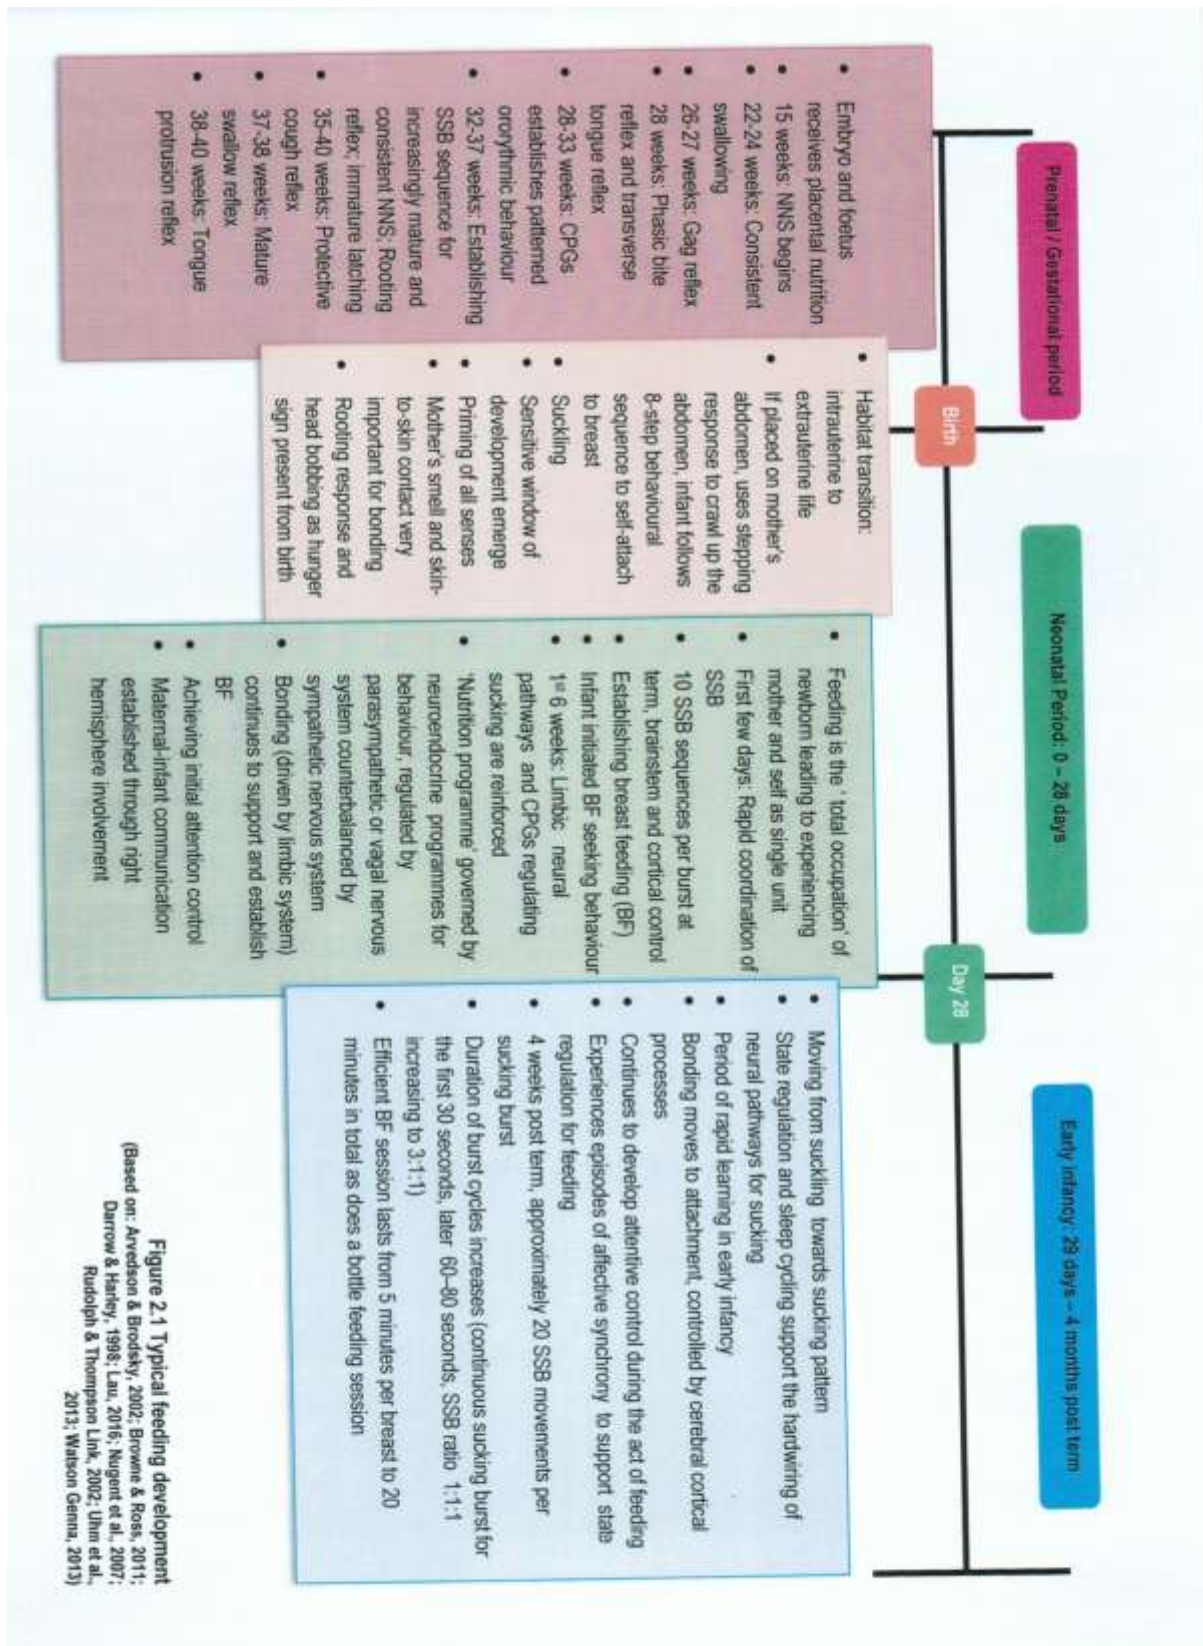 Prenatal / Gestational period
Birth
Neonatal Period: 0 – 28 days
Day 28
Early infancy: 29 days – 4 months post term
• Embryo and foetus
receives placental nutrition
• 15 weeks: NNS begins
• 22-24 weeks: Consistent
swallowing
• 26-27 weeks: Gag reflex
• 28 weeks: Phasic bite
reflex and transverse
tongue reflex
• 28-33 weeks: CPGs
establishes patterned
ororythmic behaviour
• 32-37 weeks: Establishing
SSB sequence for
increasingly mature and
consistent NNS; Rooting
reflex; immature latching
• 35-40 weeks: Protective
cough reflex
• 37-38 weeks: Mature
swallow reflex
• 38-40 weeks: Tongue
protrusion reflex
• Habitat transition:
intrauterine to
extrauterine life
• If placed on mother's
abdomen, uses stepping
response to crawl up the
abdomen, infant follows
8-step behavioural
sequence to self-attach
to breast
• Suckling
• Sensitive window of
development emerge
• Priming of all senses
• Mother's smell and skin-
to-skin contact very
important for bonding
• Rooting response and
head bobbing as hunger
sign present from birth
• Feeding is the ' total occupation' of
newborn leading to experiencing
mother and self as single unit
• First few days: Rapid coordination of
SSB
• 10 SSB sequences per burst at
term, brainstem and cortical control
• Establishing breast feeding (BF)
• Infant initiated BF seeking behaviour
• 1st 6 weeks: Limbic neural
pathways and CPGs regulating
sucking are reinforced
• 'Nutrition programme' governed by
neuroendocrine programmes for
behaviour, regulated by
parasympathetic or vagal nervous
system counterbalanced by
sympathetic nervous system
• Bonding (driven by limbic system)
continues to support and establish
BF
• Achieving initial attention control
• Maternal-infant communication
established through right
hemisphere involvement
• Moving from suckling towards sucking pattern
• State regulation and sleep cycling support the hardwiring of
neural pathways for sucking
• Period of rapid learning in early infancy
• Bonding moves to attachment, controlled by cerebral cortical
processes
• Continues to develop attentive control during the act of feeding
• Experiences episodes of affective synchrony to support state
regulation for feeding
• 4 weeks post term, approximately 20 SSB movements per
sucking burst
• Duration of burst cycles increases (continuous sucking burst for
the first 30 seconds, later 60–80 seconds, SSB ratio 1:1:1
increasing to 3:1:1)
• Efficient BF session lasts from 5 minutes per breast to 20
minutes in total as does a bottle feeding session
Figure 2.1 Typical feeding development
(Based on: Arvedson & Brodsky, 2002; Browne & Ross, 2011;
Darrow & Harley, 1998; Lau, 2016; Nugent et al., 2007;
Rudolph & Thompson Link, 2002; Uhm et al.,
2013; Watson Genna, 2013)